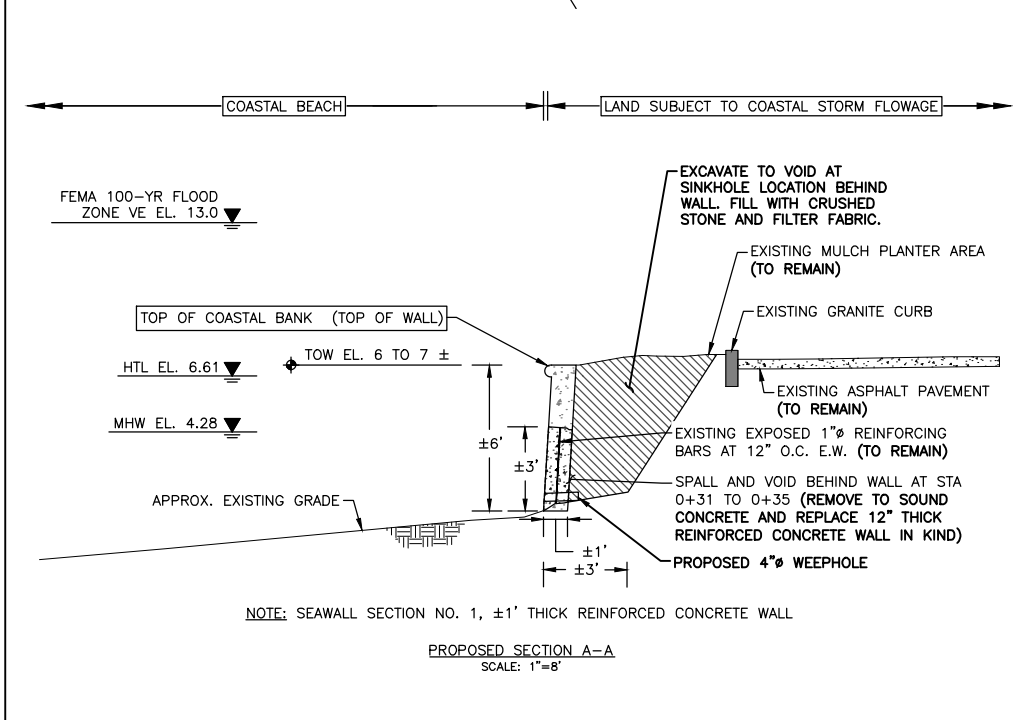 COASTAL BEACH
LAND SUBJECT TO COASTAL STORM FLOWAGE
FEMA 100-YR FLOOD
ZONE VE EL. 13.0
EXCAVATE TO VOID AT
SINKHOLE LOCATION BEHIND
WALL. FILL WITH CRUSHED
STONE AND FILTER FABRIC.
EXISTING MULCH PLANTER AREA
(TO REMAIN)
EXISTING GRANITE CURB
TOP OF COASTAL BANK (TOP OF WALL)
TOW EL. 6 TO 7 ±
HTL EL. 6.61
MHW EL. 4.28
EXISTING ASPHALT PAVEMENT
(TO REMAIN)
±6'
±3'
EXISTING EXPOSED 1"ø REINFORCING
BARS AT 12" O.C. E.W. (TO REMAIN)
SPALL AND VOID BEHIND WALL AT STA
0+31 TO 0+35 (REMOVE TO SOUND
CONCRETE AND REPLACE 12" THICK
REINFORCED CONCRETE WALL IN KIND)
APPROX. EXISTING GRADE
±1'
±3'
PROPOSED 4"ø WEEPHOLE
NOTE: SEAWALL SECTION NO. 1, ±1' THICK REINFORCED CONCRETE WALL
PROPOSED SECTION A-A
SCALE: 1"=8'